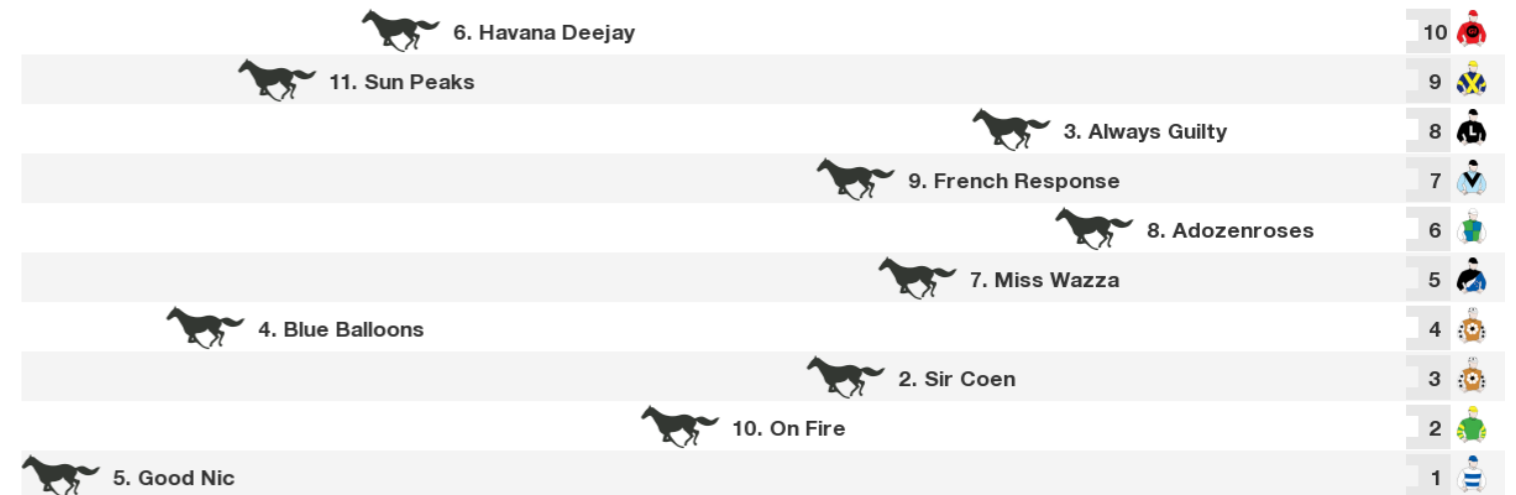 6. Havana Deejay 10
11. Sun Peaks 9
3. Always Guilty 8
9. French Response 7
8. Adozenroses 6
7. Miss Wazza 5
4. Blue Balloons 4
2. Sir Coen 3
10. On Fire 2
5. Good Nic 1